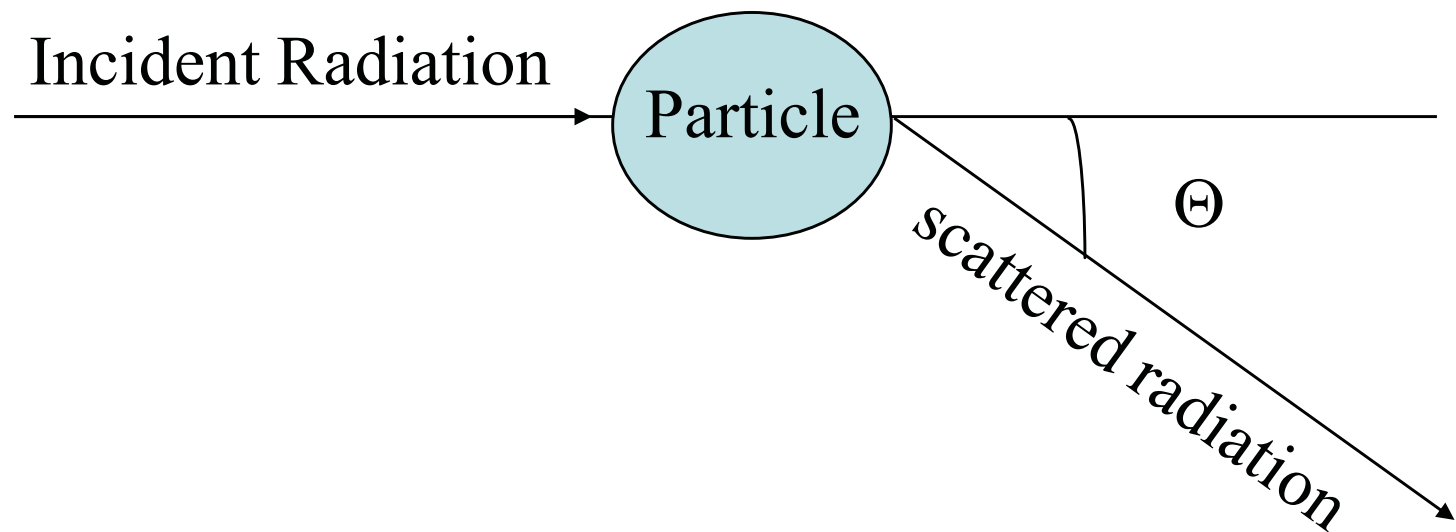 Incident Radiation
Particle
Θ
scattered radiation